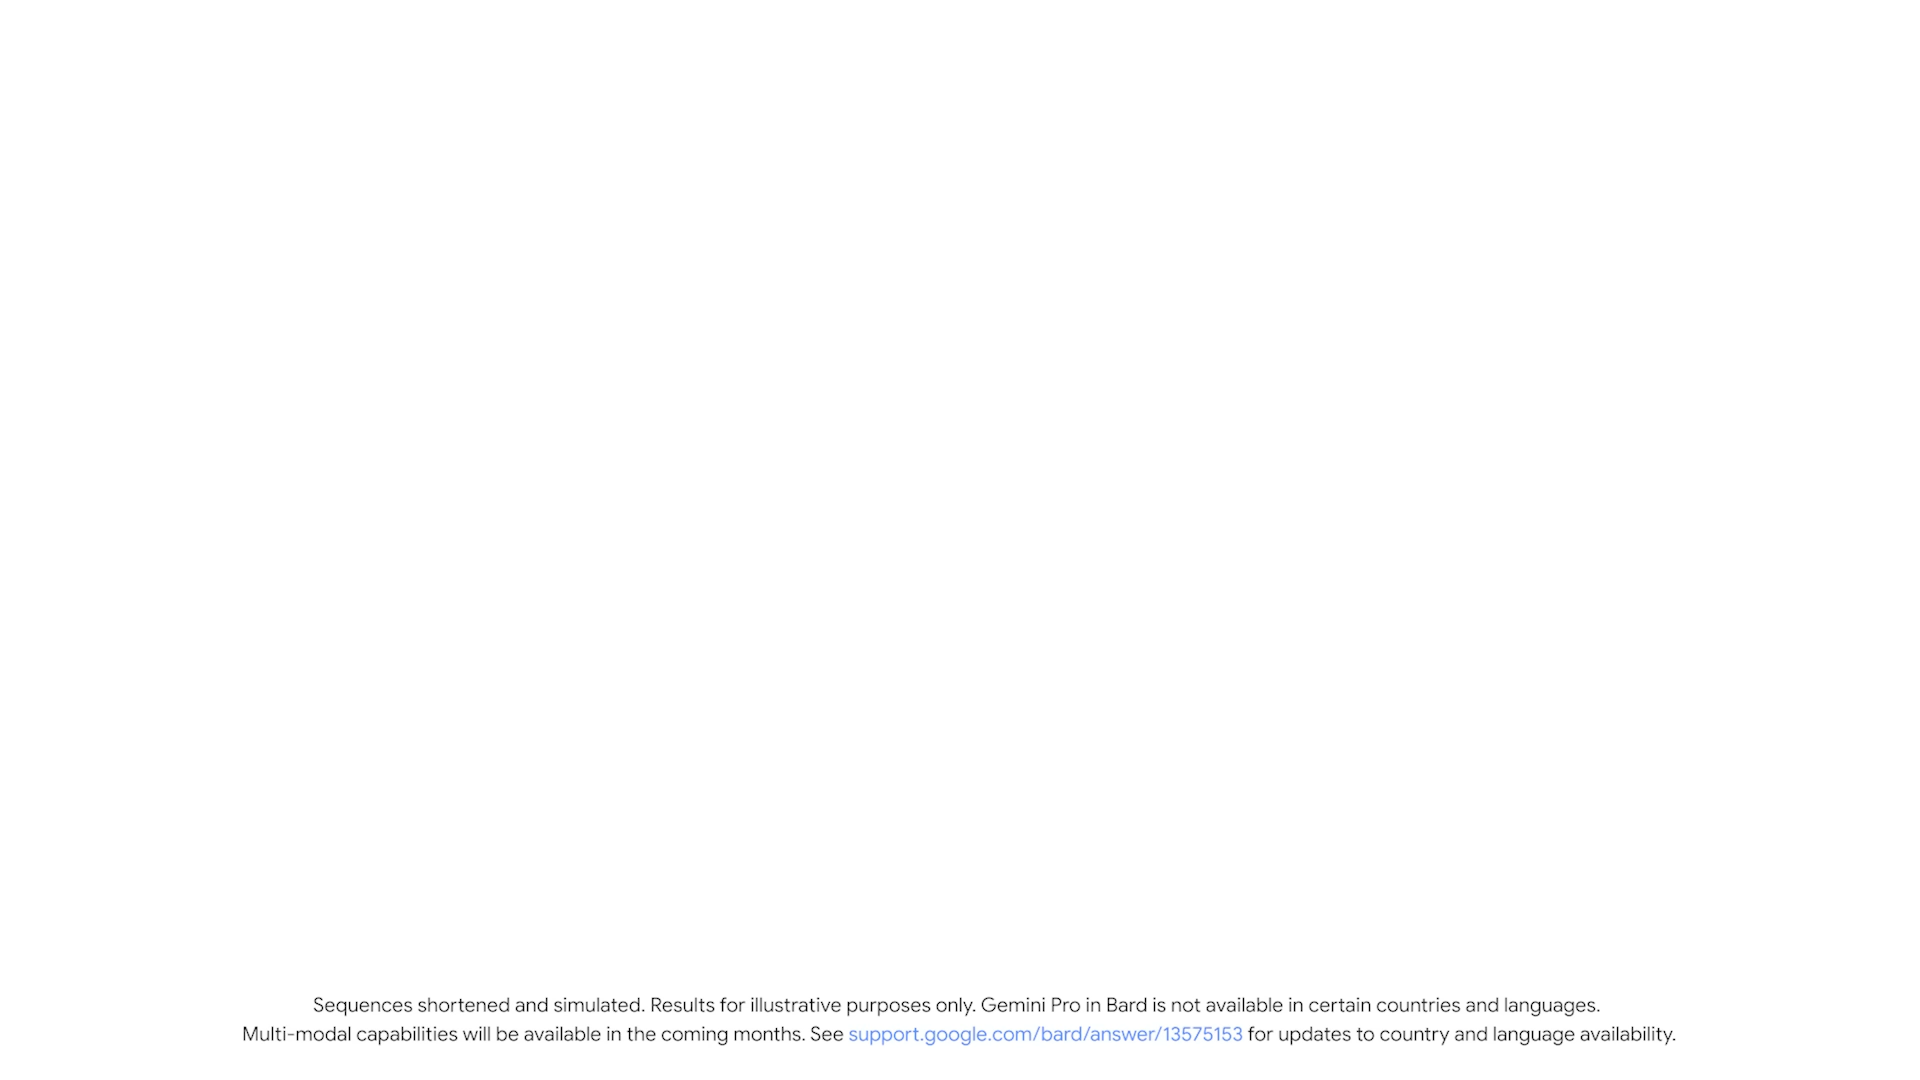 Sequences shortened and simulated. Results for illustrative purposes only. Gemini Pro in Bard is not available in certain countries and languages.
Multi-modal capabilities will be available in the coming months. See support.google.com/bard/answer/13575153 for updates to country and language availability.